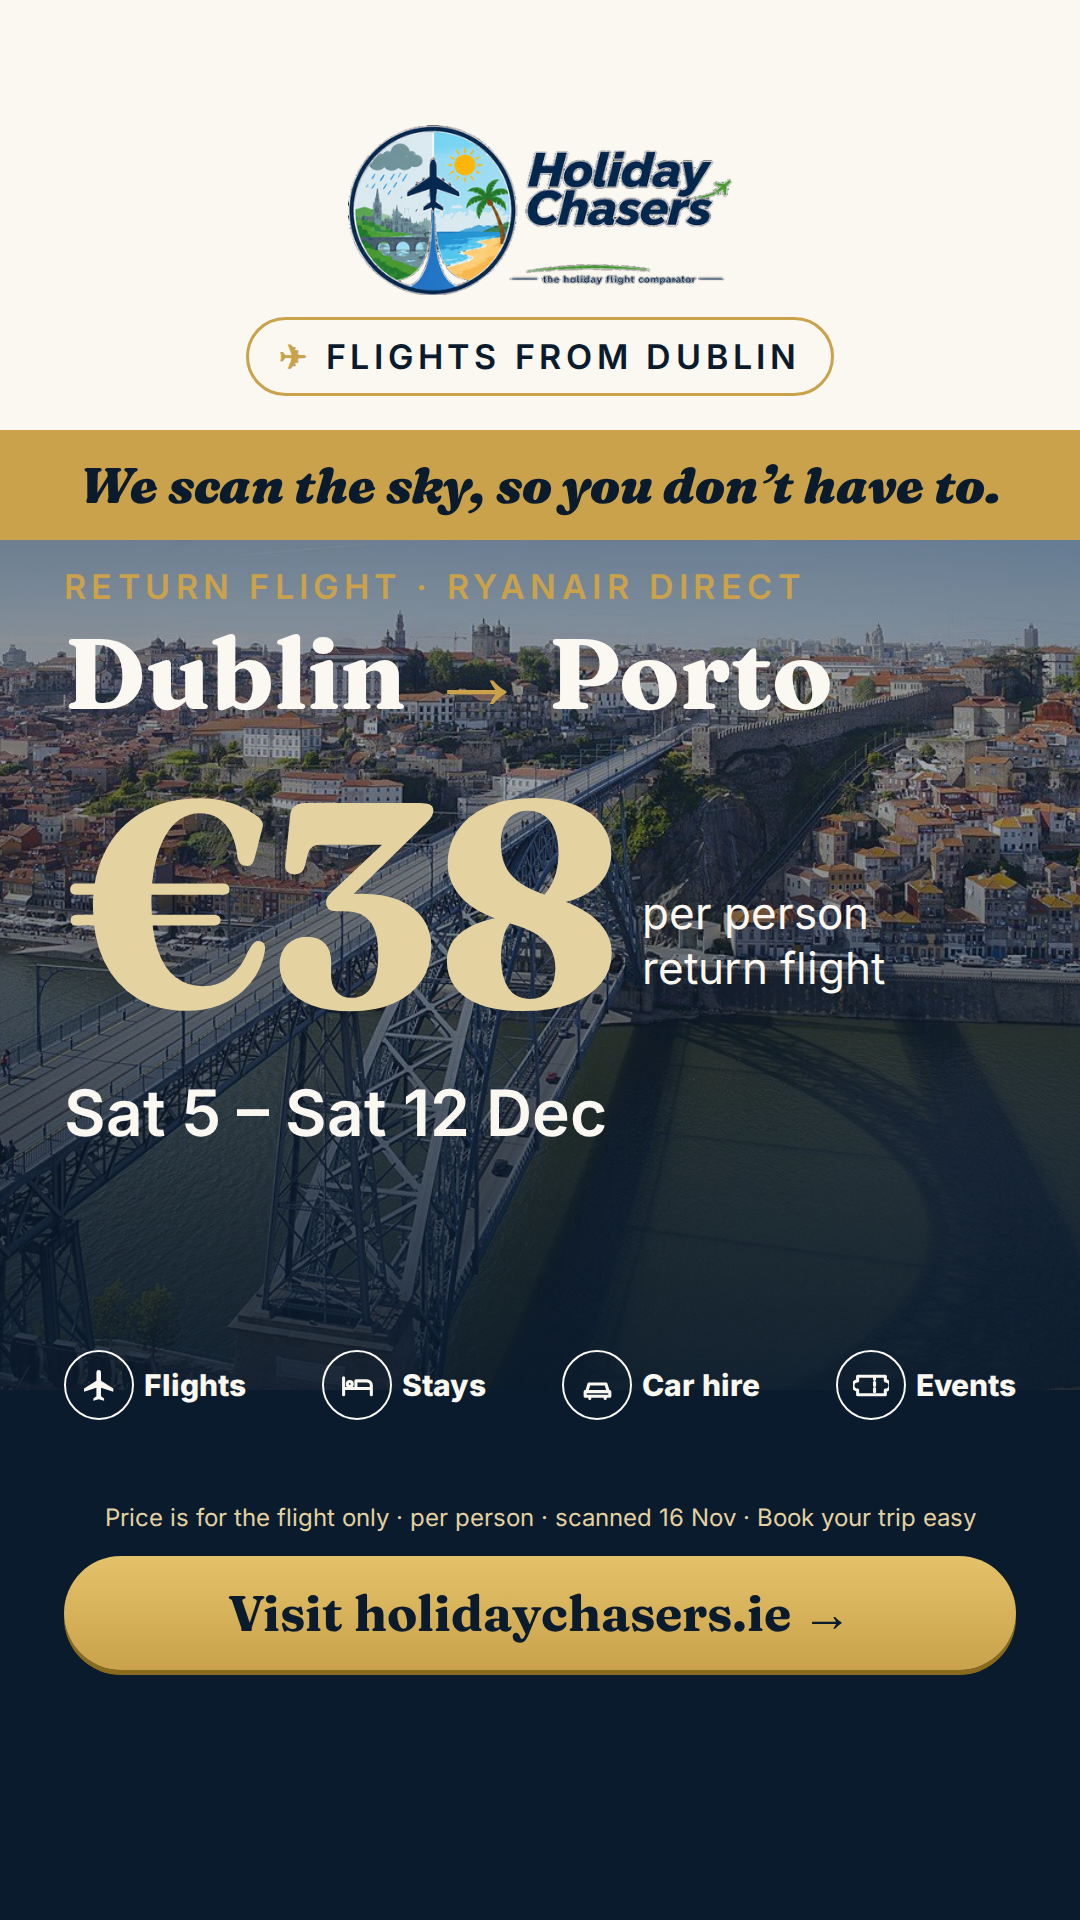 Holiday
Chasers
the holiday flight comparator
✈ FLIGHTS FROM DUBLIN
We scan the sky, so you don’t have to.
RETURN FLIGHT · RYANAIR DIRECT
Dublin → Porto
€38
per person
return flight
Sat 5 – Sat 12 Dec
Flights
Stays
Car hire
Events
Price is for the flight only · per person · scanned 16 Nov · Book your trip easy
Visit holidaychasers.ie →